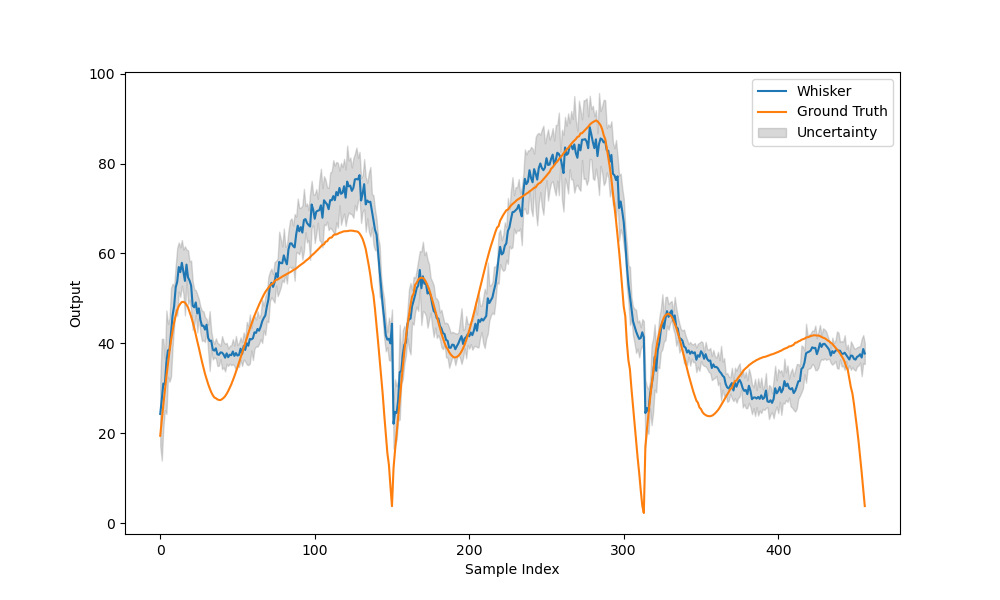 Whisker
Ground Truth
Uncertainty
100
80
60
40
20
0
Output
0 100 200 300 400
Sample Index